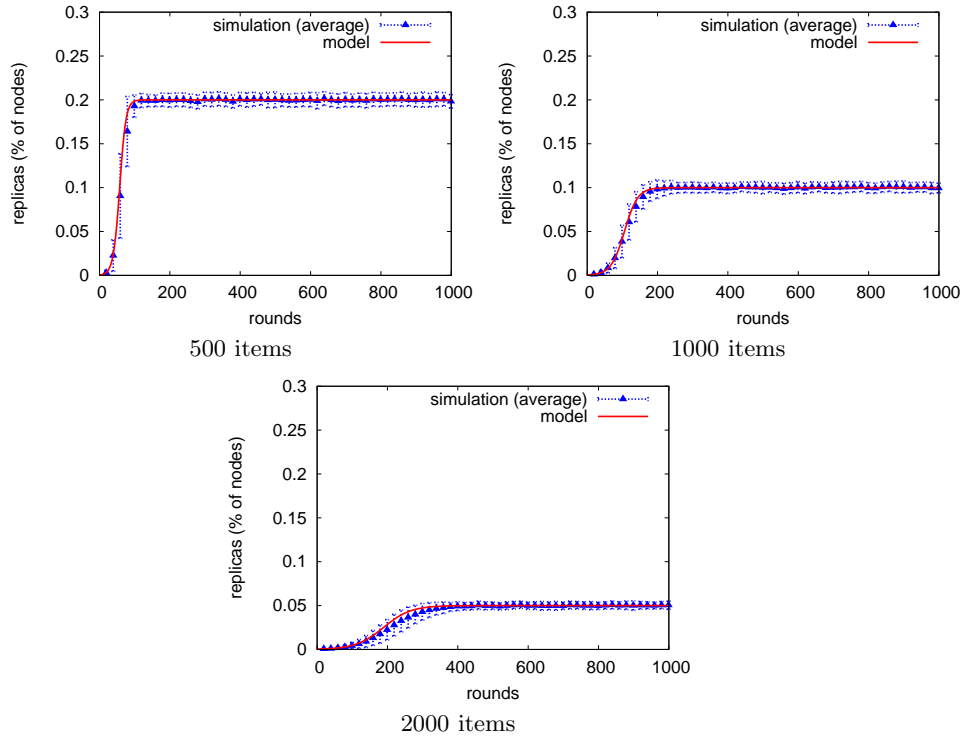 0.3
0.25
0.2
0.15
0.1
0.05
0
replicas (% of nodes)
simulation (average)
model
0 200 400 600 800 1000
rounds
500 items
0.3
0.25
0.2
0.15
0.1
0.05
0
replicas (% of nodes)
simulation (average)
model
0 200 400 600 800 1000
rounds
1000 items
0.3
0.25
0.2
0.15
0.1
0.05
0
replicas (% of nodes)
simulation (average)
model
0 200 400 600 800 1000
rounds
2000 items